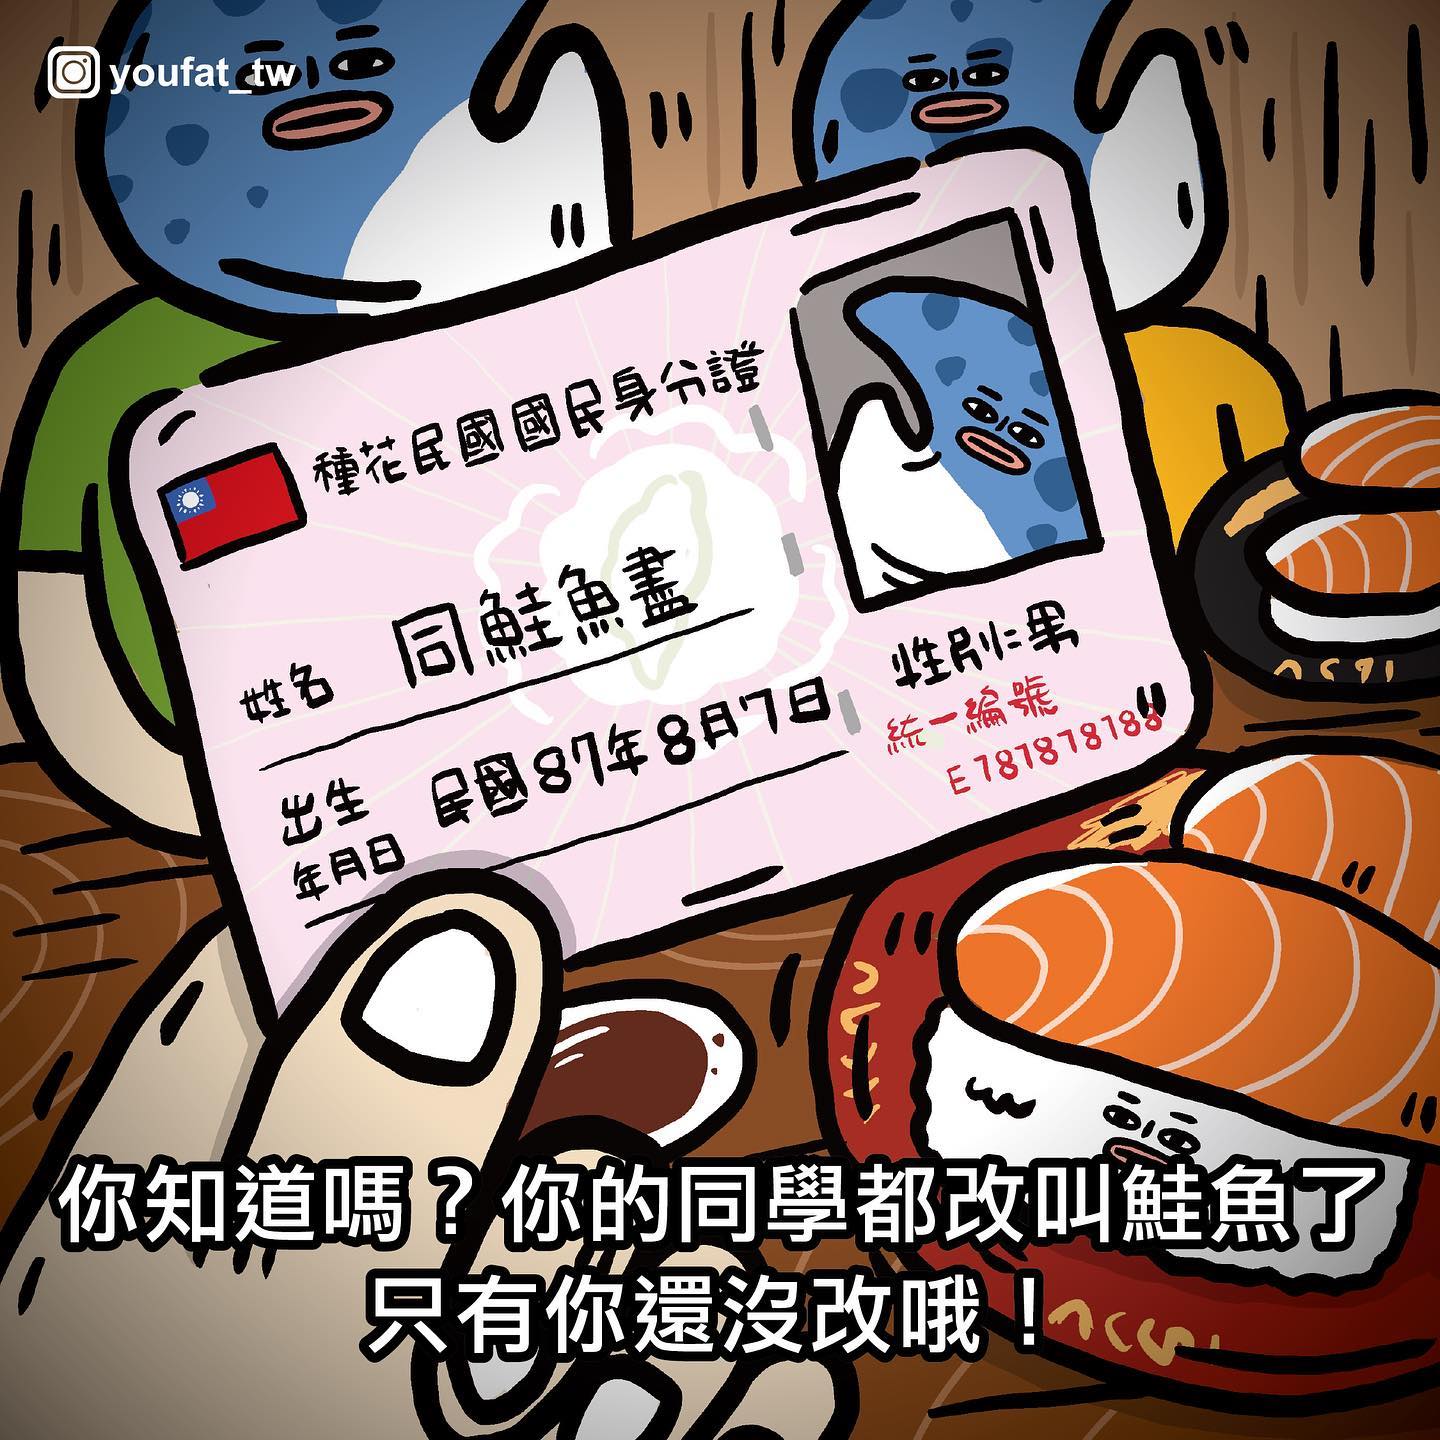 youfat_tw
種花民國國民身分證
姓名 同鮭魚盡
出生年月日 民國87年8月7日
性別：男
統一編號
E787878788
你知道嗎？你的同學都改叫鮭魚了
只有你還沒改哦！